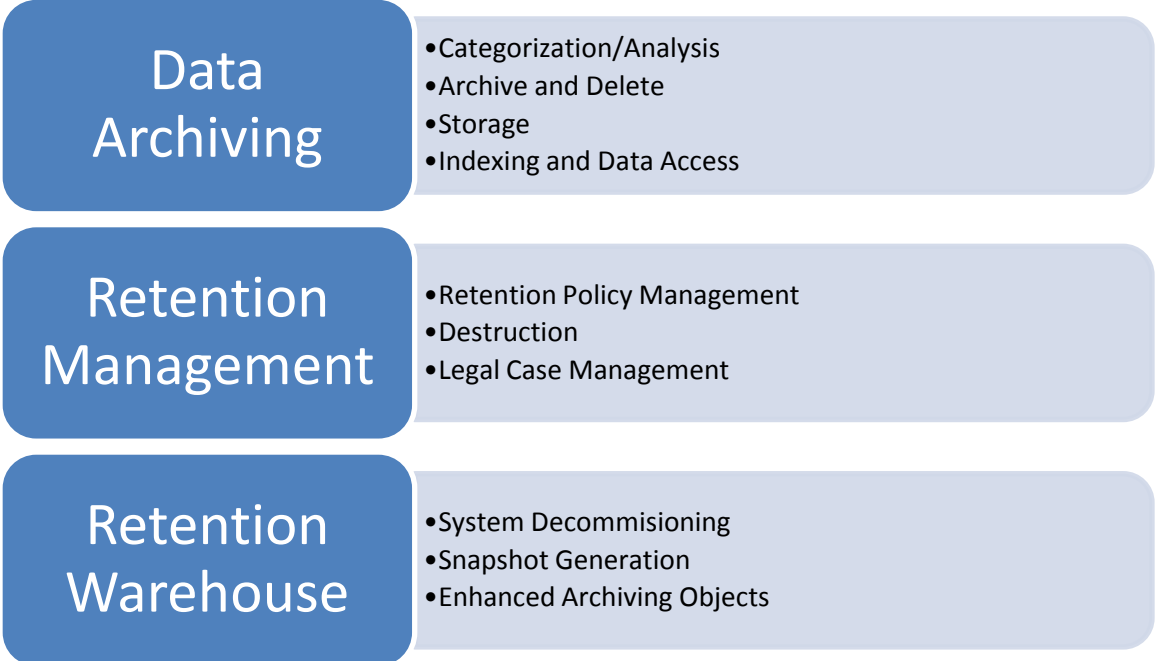 Data
Archiving
•Categorization/Analysis
•Archive and Delete
•Storage
•Indexing and Data Access
Retention
Management
•Retention Policy Management
•Destruction
•Legal Case Management
Retention
Warehouse
•System Decommisioning
•Snapshot Generation
•Enhanced Archiving Objects